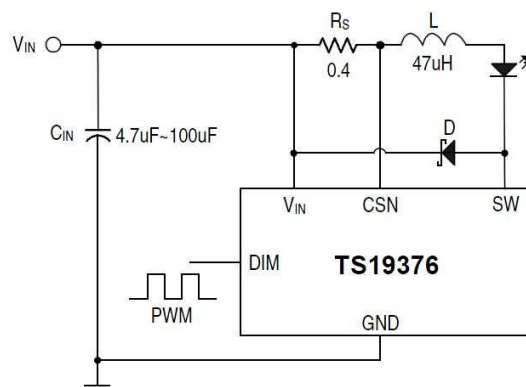 RS
L
VIN
0.4
47uH
D
CIN
4.7uF~100uF
VIN
CSN
SW
DIM
TS19376
PWM
GND